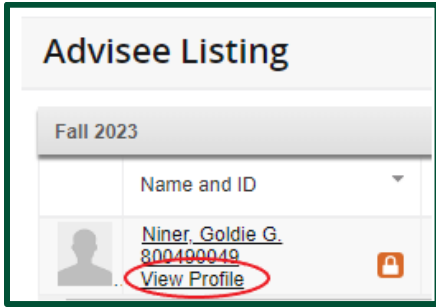 Advisee Listing
Fall 2023
Name and ID
Niner, Goldie G.
800490049
View Profile